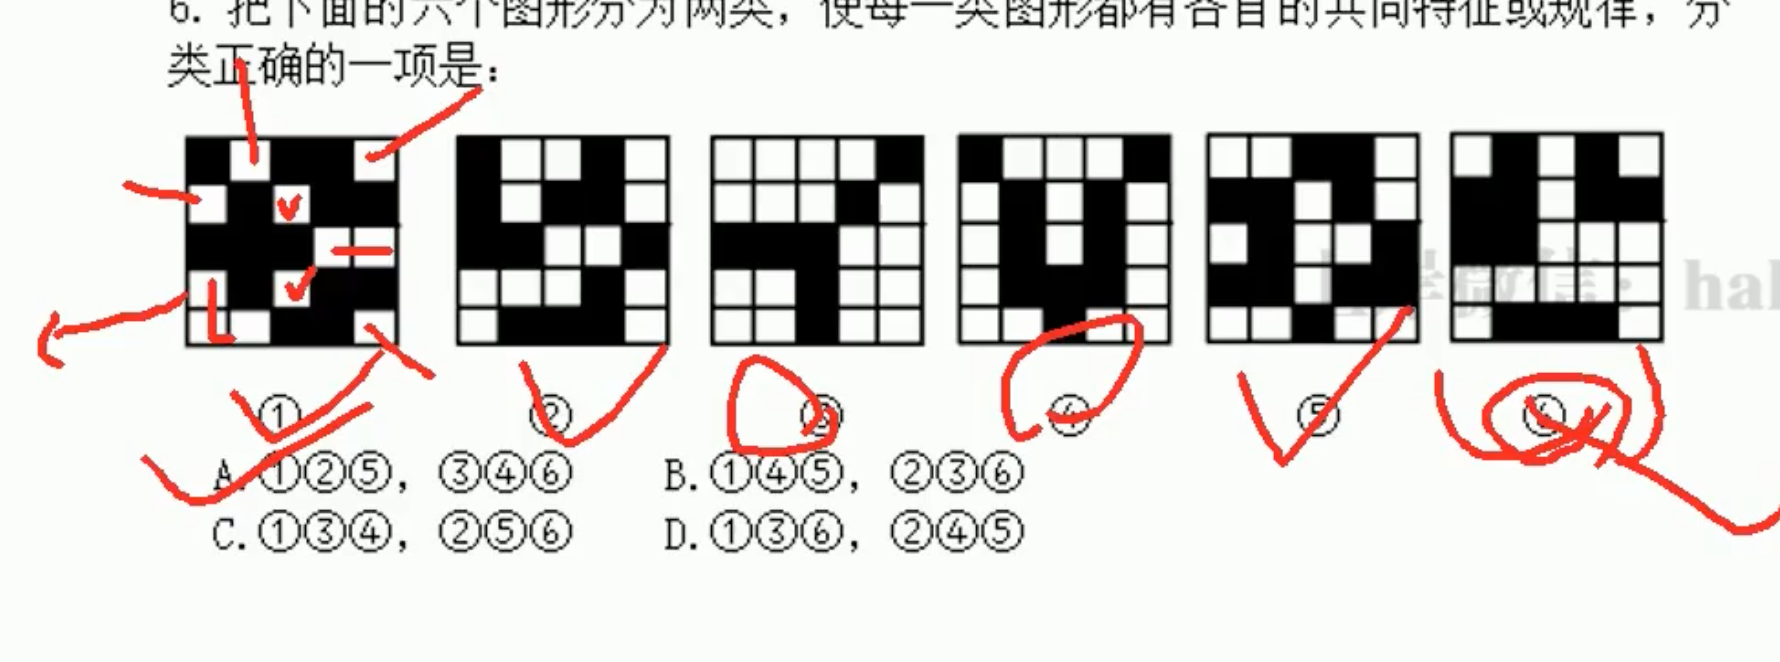 6. 把下面的六个图形分为两类，使每一类图形都有各自的共同特征或规律，分
类正确的一项是：
① ② ③ ④ ⑤ ⑥
A.①②⑤，③④⑥ B.①④⑤，②③⑥
C.①③④，②⑤⑥ D.①③⑥，②④⑤